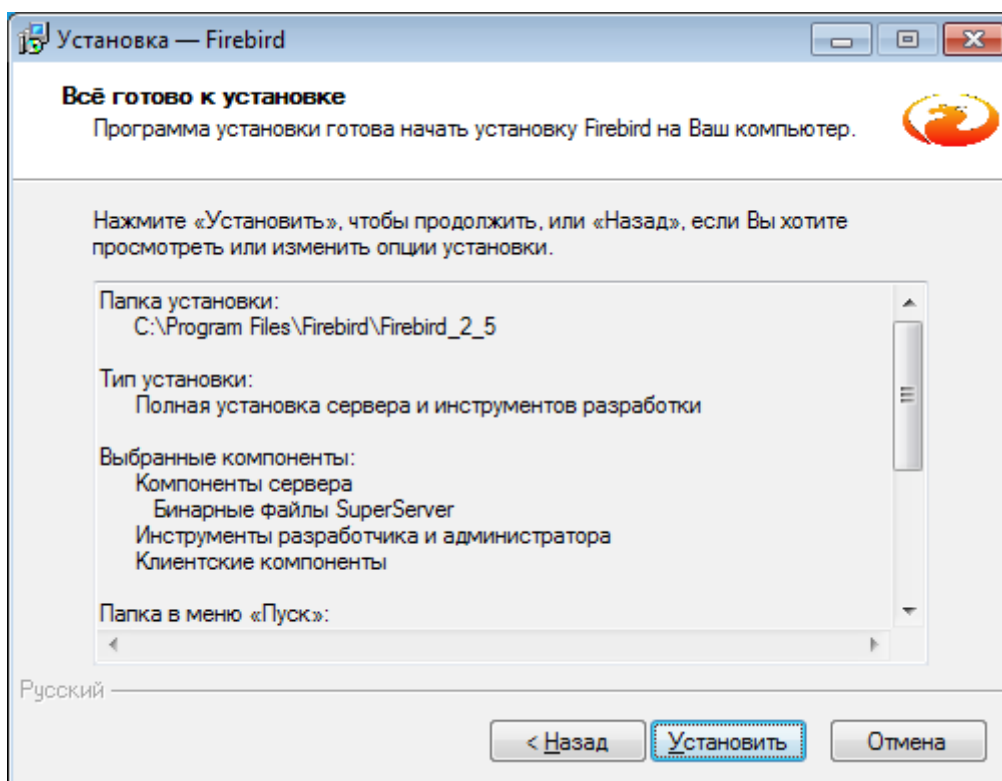 Установка — Firebird
Всё готово к установке
Программа установки готова начать установку Firebird на Ваш компьютер.
Нажмите «Установить», чтобы продолжить, или «Назад», если Вы хотите
просмотреть или изменить опции установки.
Папка установки:
C:\Program Files\Firebird\Firebird_2_5
Тип установки:
Полная установка сервера и инструментов разработки
Выбранные компоненты:
Компоненты сервера
Бинарные файлы SuperServer
Инструменты разработчика и администратора
Клиентские компоненты
Папка в меню «Пуск»:
Русский
< Назад Установить Отмена